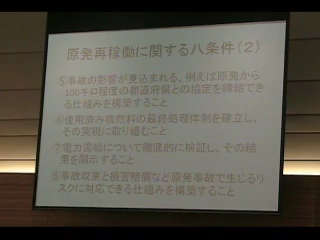 原発再稼働に関する八条件（２）
⑤事故の影響が見込まれる、例えば原発から
100キロ程度の都道府県との協定を締結でき
る仕組みを構築すること
⑥使用済み核燃料の最終処理体制を確立し、
その実現に取り組むこと
⑦電力需給について徹底的に検証し、その結
果を開示すること
⑧事故収束と損害賠償など原発事故で生じるリ
スクに対応できる仕組みを構築すること